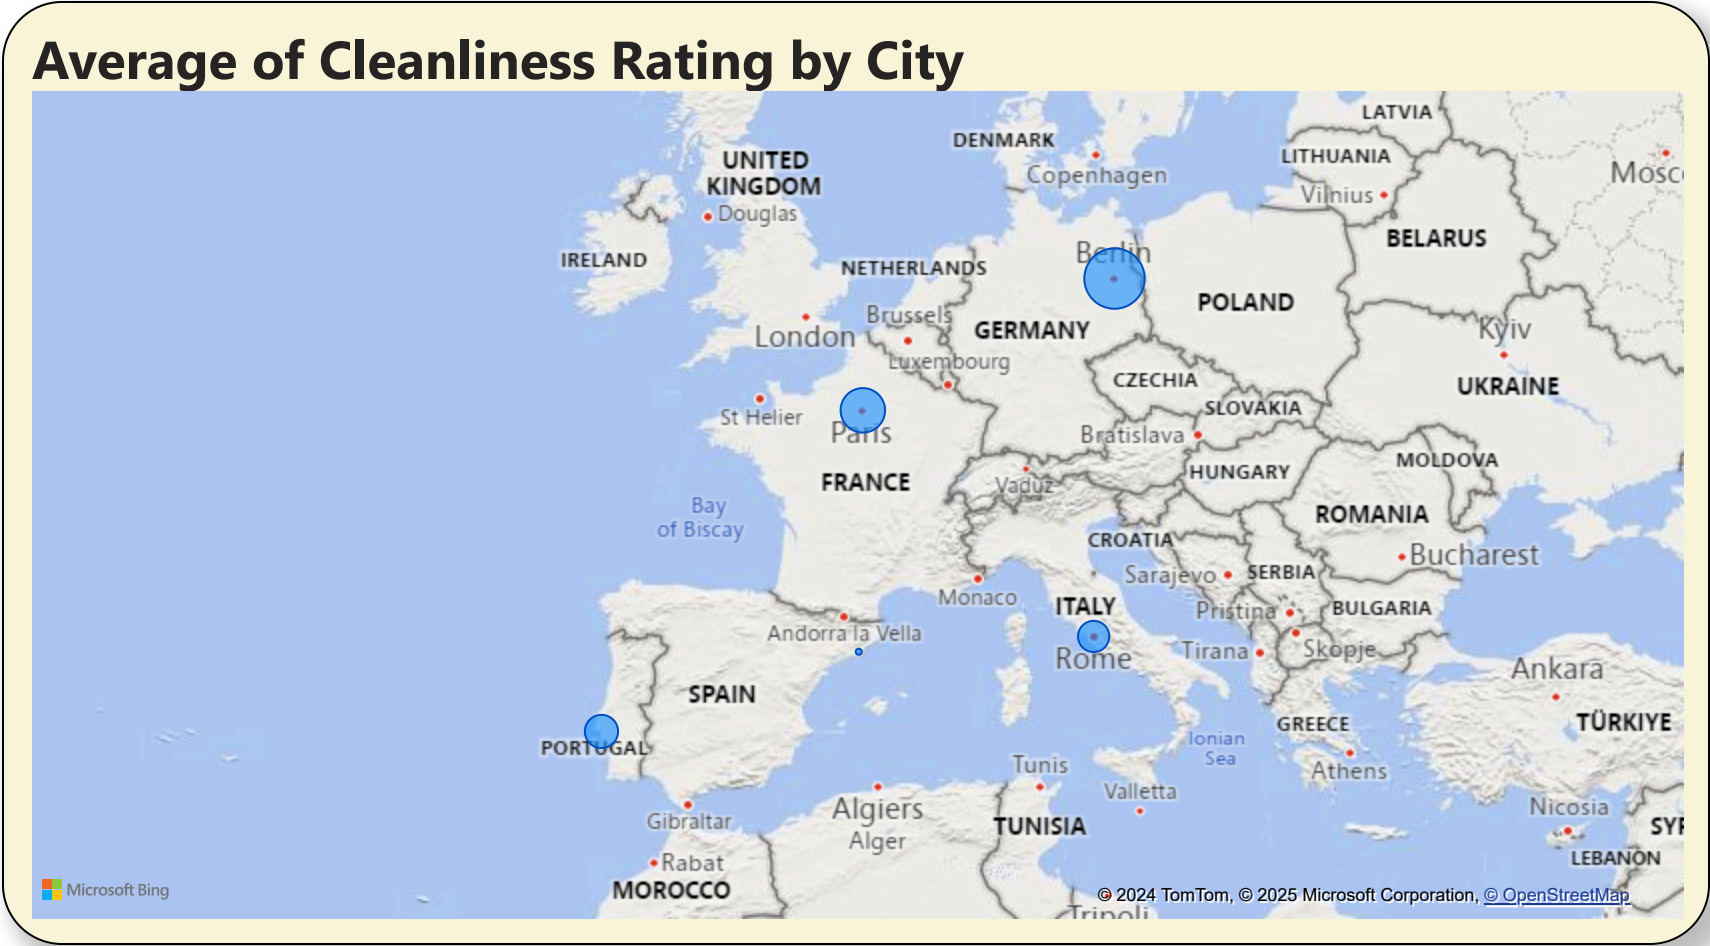 Average of Cleanliness Rating by City
LATVIA
DENMARK
LITHUANIA
UNITED
KINGDOM
Copenhagen
Mosc
Vilnius
Douglas
BELARUS
Berlin
IRELAND
NETHERLANDS
POLAND
Brussels
GERMANY
Kyiv
London
Luxembourg
CZECHIA
UKRAINE
SLOVAKIA
St Helier
Paris
Bratislava
MOLDOVA
HUNGARY
FRANCE
Vaduz
Bay
of Biscay
ROMANIA
CROATIA
Bucharest
Sarajevo
SERBIA
Monaco
ITALY
Pristina
BULGARIA
Andorra la Vella
Tirana
Skopje
Rome
Ankara
SPAIN
GREECE
TÜRKIYE
PORTUGAL
Ionian
Sea
Tunis
Athens
Valletta
Algiers
Nicosia
Gibraltar
TUNISIA
SYR
Alger
LEBANON
Rabat
MOROCCO
Microsoft Bing
© 2024 TomTom, © 2025 Microsoft Corporation, © OpenStreetMap
Tripoli